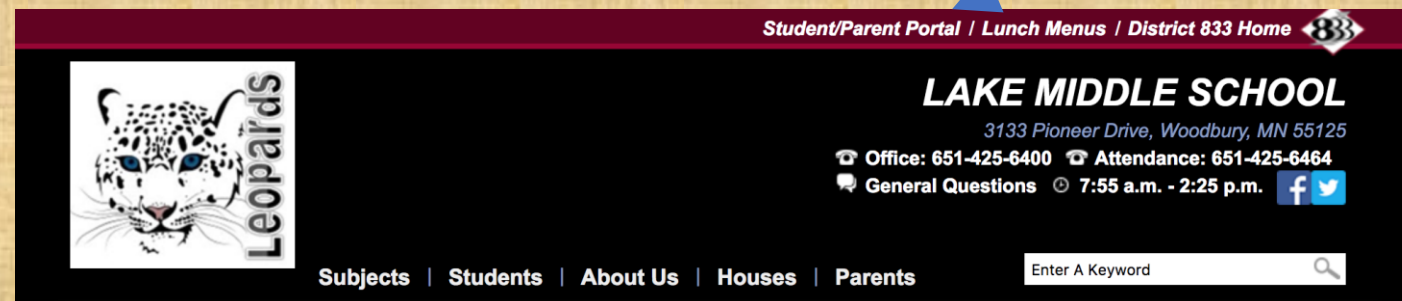 Student/Parent Portal / Lunch Menus / District 833 Home 833
Leopards
LAKE MIDDLE SCHOOL
3133 Pioneer Drive, Woodbury, MN 55125
Office: 651-425-6400 Attendance: 651-425-6464
General Questions 7:55 a.m. - 2:25 p.m. f
Subjects | Students | About Us | Houses | Parents
Enter A Keyword